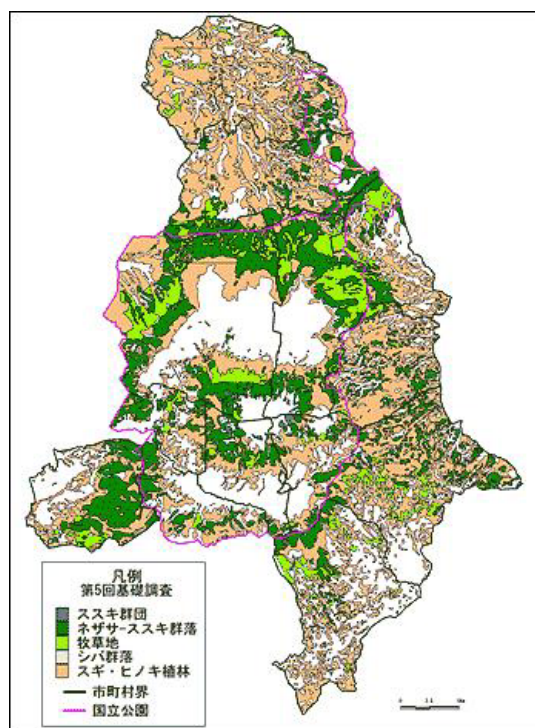 凡例
第5回基礎調査
ススキ群団
ネザサ-ススキ群落
牧草地
シバ群落
スギ・ヒノキ植林
市町村界
国立公園